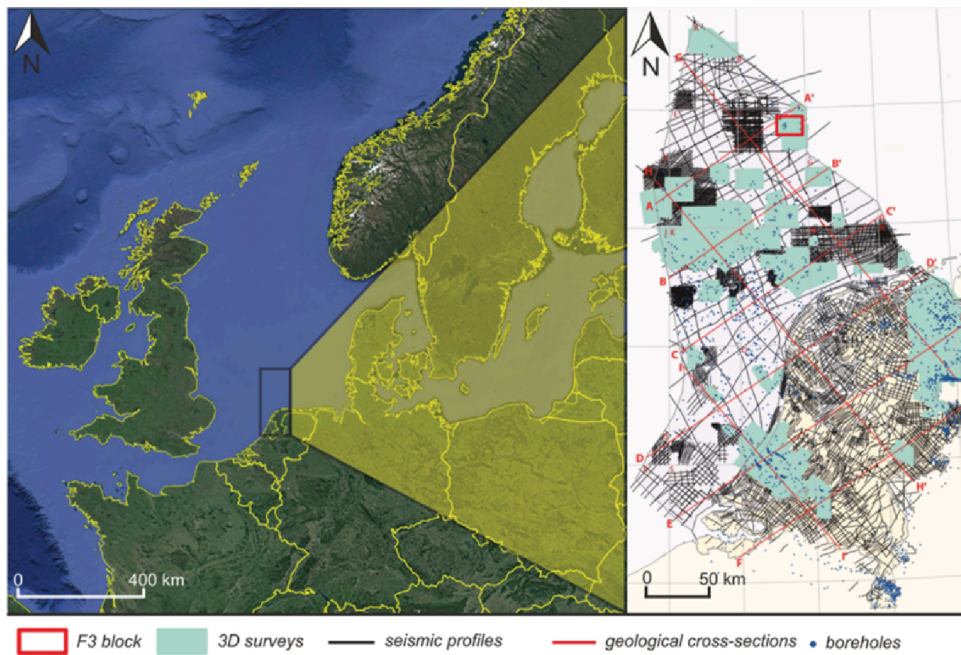 N
0
400 km
N
G
A'
B'
A
C'
D'
B
C
I
D
H'
E
F
I'
0
50 km
F3 block
3D surveys
seismic profiles
geological cross-sections
boreholes